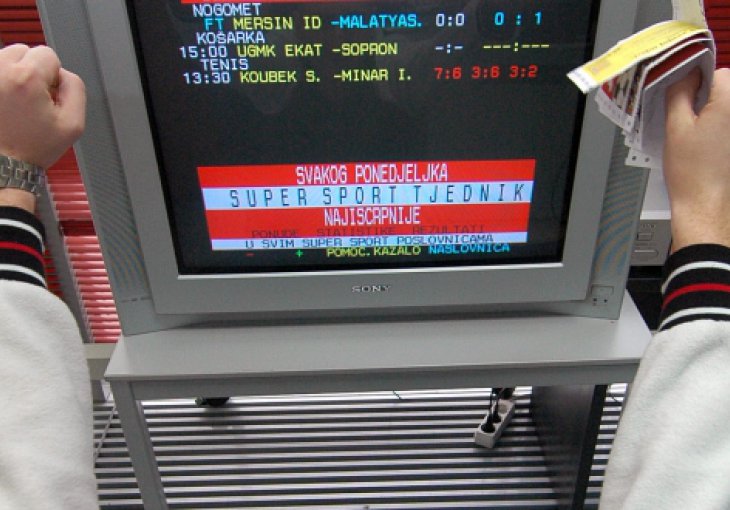 NOGOMET
FT MERSIN ID -MALATYAS. 0:0 0 : 1
KOŠARKA
15:00 UGMK EKAT -SOPRON -:- ---:---
TENIS
13:30 KOUBEK S. -MINAR I. 7:6 3:6 3:2
SVAKOG PONEDJELJKA
SUPER SPORT TJEDNIK
NAJISCRPNIJE
PONUDE STATISTIKE REZULTATI
U SVIM SUPER SPORT POSLOVNICAMA
- + POMOC.KAZALO NASLOVNICA
SONY